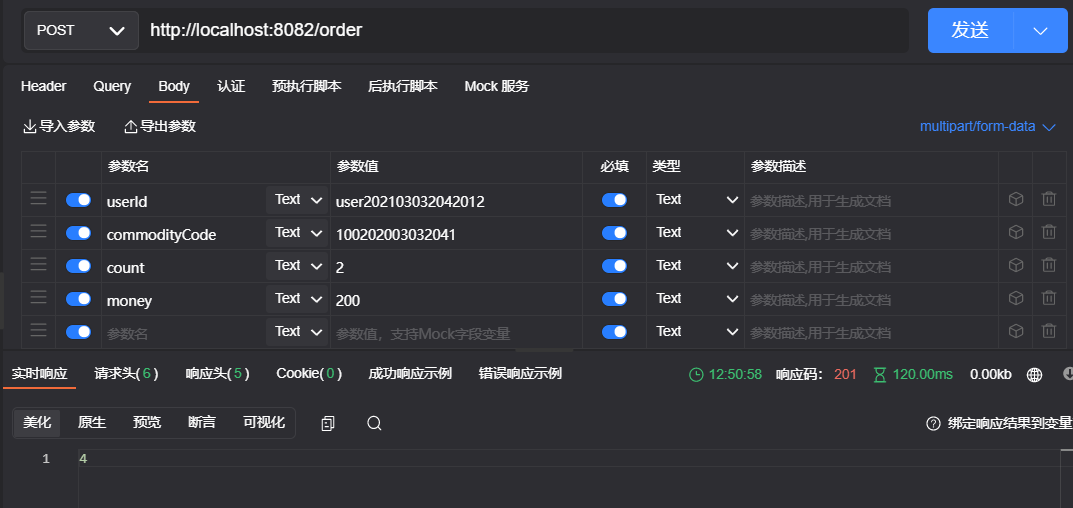 POST http://localhost:8082/order 发送
Header Query Body 认证 预执行脚本 后执行脚本 Mock 服务
导入参数 导出参数 multipart/form-data
参数名 参数值 必填 类型 参数描述
userId Text user202103032042012 Text 参数描述,用于生成文档
commodityCode Text 100202003032041 Text 参数描述,用于生成文档
count Text 2 Text 参数描述,用于生成文档
money Text 200 Text 参数描述,用于生成文档
参数名 Text 参数值，支持Mock字段变量 Text 参数描述,用于生成文档
实时响应 请求头(6) 响应头(5) Cookie(0) 成功响应示例 错误响应示例 12:50:58 响应码： 201 120.00ms 0.00kb
美化 原生 预览 断言 可视化 绑定响应结果到变量
1 4